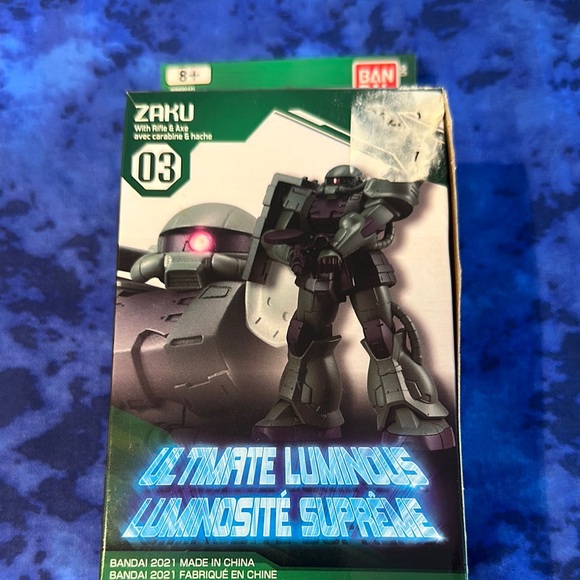 8+
BAN
DAI
ZAKU
With Rifle & Axe
avec carabine & hache
03
ULTIMATE LUMINOUS
LUMINOSITÉ SUPRÊME
BANDAI 2021 MADE IN CHINA
BANDAI 2021 FABRIQUÉ EN CHINE